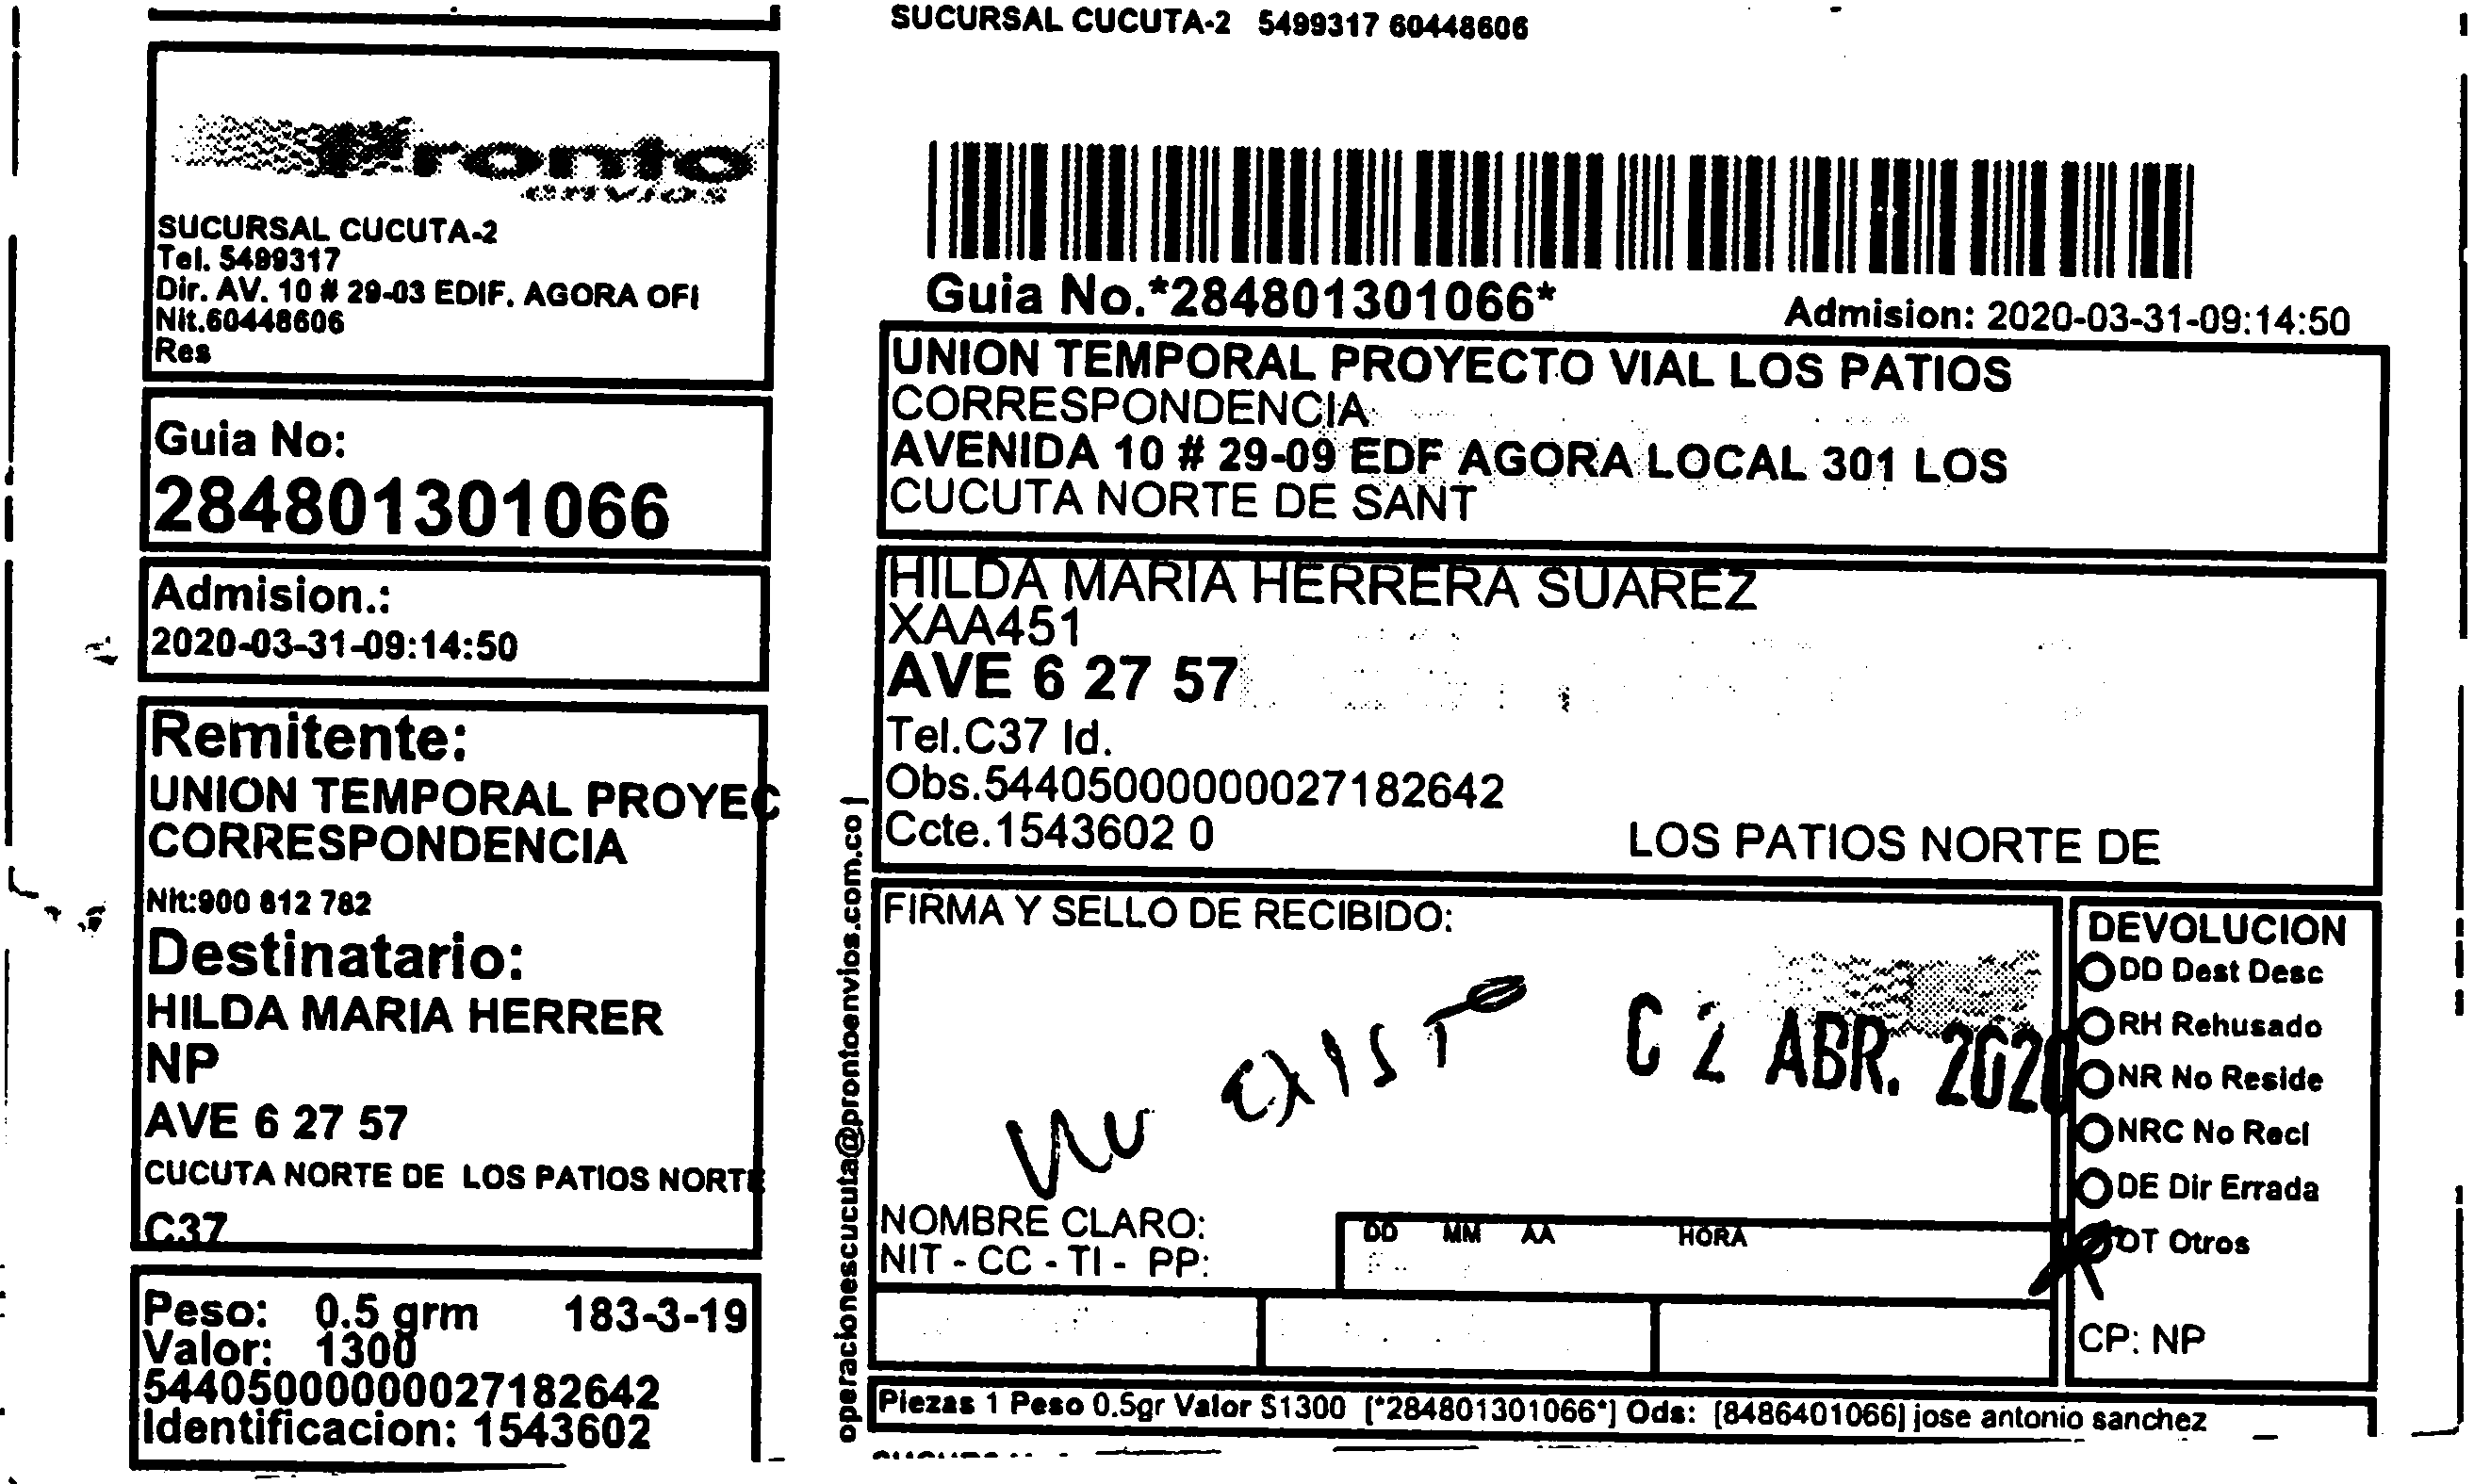 SUCURSAL CUCUTA-2 5499317 60448606
Pronto
envios
SUCURSAL CUCUTA-2
Tel. 5499317
Dir. AV. 10 # 29-03 EDIF. AGORA OFI
Nit.60448606
Res
Guia No:
284801301066
Admision.:
2020-03-31-09:14:50
Remitente:
UNION TEMPORAL PROYEC
CORRESPONDENCIA
Nit:900 812 782
Destinatario:
HILDA MARIA HERRER
NP
AVE 6 27 57
CUCUTA NORTE DE LOS PATIOS NORTE
C37
Peso: 0.5 grm 183-3-19
Valor: 1300
544050000000027182642
Identificacion: 1543602
operacionescucuta@prontoenvios.com.co |
Guia No.*284801301066*
Admision: 2020-03-31-09:14:50
UNION TEMPORAL PROYECTO VIAL LOS PATIOS
CORRESPONDENCIA
AVENIDA 10 # 29-09 EDF AGORA LOCAL 301 LOS
CUCUTA NORTE DE SANT
HILDA MARIA HERRERA SUAREZ
XAA451
AVE 6 27 57
Tel.C37 Id.
Obs.544050000000027182642
Ccte.1543602 0
LOS PATIOS NORTE DE
FIRMA Y SELLO DE RECIBIDO:
No existe
02 ABR. 2020
NOMBRE CLARO:
NIT - CC - TI - PP:
DD MM AA HORA
DEVOLUCION
DD Dest Desc
RH Rehusado
NR No Reside
NRC No Reci
DE Dir Errada
OT Otros
CP: NP
Piezas 1 Peso 0.5gr Valor $1300 [*284801301066*] Ods: [8486401066] jose antonio sanchez